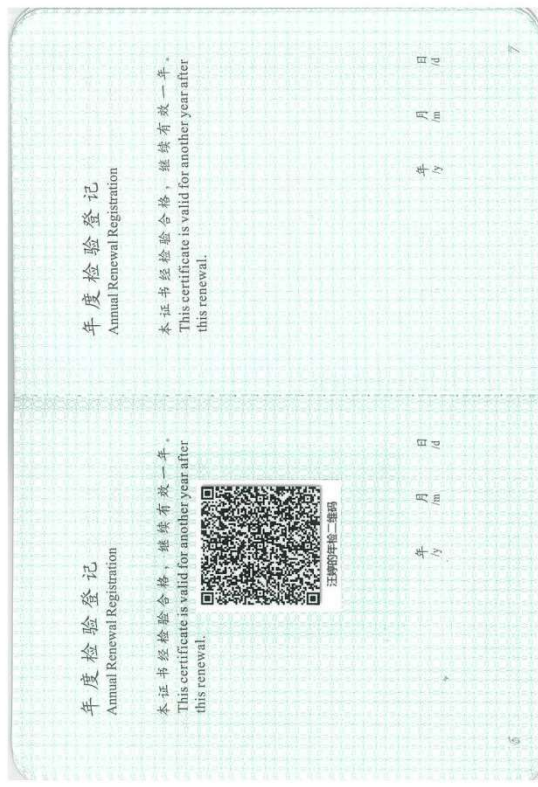 年度检验登记
Annual Renewal Registration
本证书经检验合格，继续有效一年。
This certificate is valid for another year after
this renewal.
汪婷的年检二维码
年 月 日
/y /m /d
6
年度检验登记
Annual Renewal Registration
本证书经检验合格，继续有效一年。
This certificate is valid for another year after
this renewal.
年 月 日
/y /m /d
7